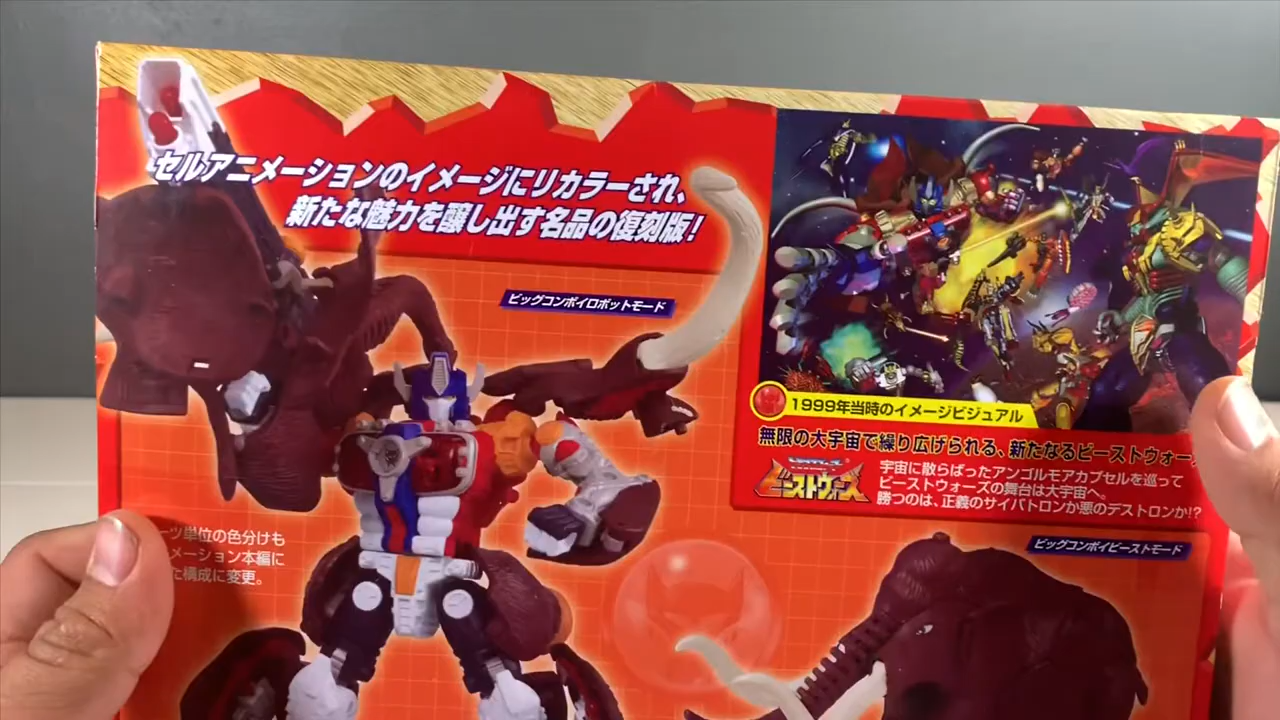 セルアニメーションのイメージにリカラーされ、
新たな魅力を醸し出す名品の復刻版!
ビッグコンボイロボットモード
1999年当時のイメージビジュアル
無限の大宇宙で繰り広げられる、新たなるビーストウォー
ビーストウォーズ
宇宙に散らばったアンゴルモアカプセルを巡って
ビーストウォーズの舞台は大宇宙へ。
勝つのは、正義のサイバトロンか悪のデストロンか!?
ーツ単位の色分けも
メーション本編に
た構成に変更。
ビッグコンボイビーストモード